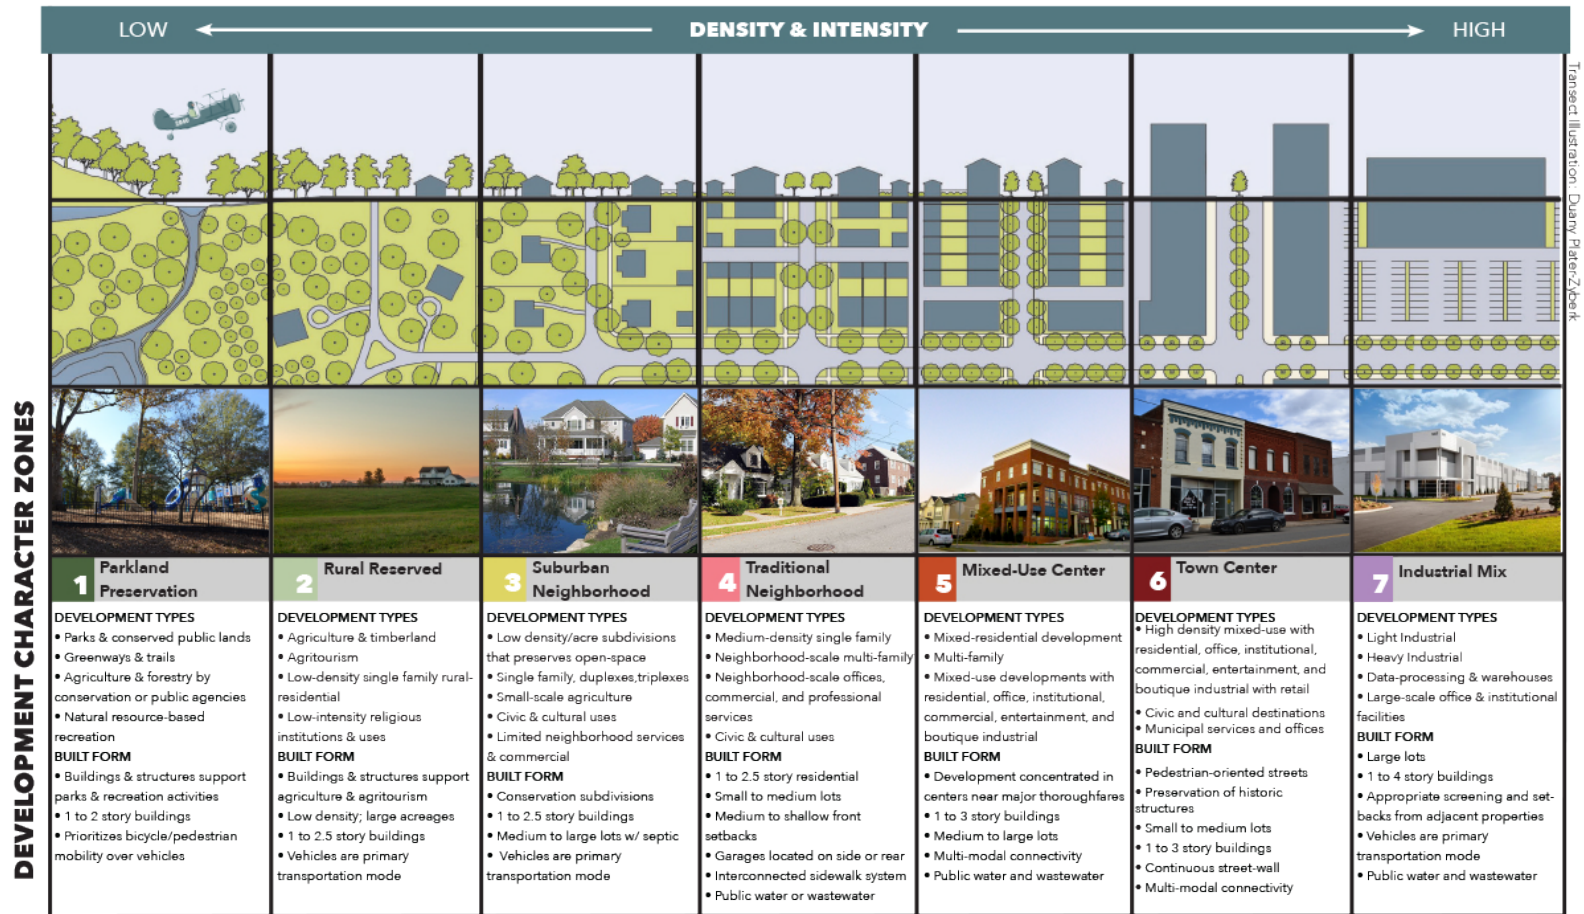 LOW DENSITY & INTENSITY HIGH
Transect Illustration: Duany Plater-Zyberk
DEVELOPMENT CHARACTER ZONES
1 Parkland
Preservation
DEVELOPMENT TYPES
• Parks & conserved public lands
• Greenways & trails
• Agriculture & forestry by
conservation or public agencies
• Natural resource-based
recreation
BUILT FORM
• Buildings & structures support
parks & recreation activities
• 1 to 2 story buildings
• Prioritizes bicycle/pedestrian
mobility over vehicles
2 Rural Reserved
DEVELOPMENT TYPES
• Agriculture & timberland
• Agritourism
• Low-density single family rural-
residential
• Low-intensity religious
institutions & uses
BUILT FORM
• Buildings & structures support
agriculture & agritourism
• Low density; large acreages
• 1 to 2.5 story buildings
• Vehicles are primary
transportation mode
3 Suburban
Neighborhood
DEVELOPMENT TYPES
• Low density/acre subdivisions
that preserves open-space
• Single family, duplexes,triplexes
• Small-scale agriculture
• Civic & cultural uses
• Limited neighborhood services
& commercial
BUILT FORM
• Conservation subdivisions
• 1 to 2.5 story buildings
• Medium to large lots w/ septic
• Vehicles are primary
transportation mode
4 Traditional
Neighborhood
DEVELOPMENT TYPES
• Medium-density single family
• Neighborhood-scale multi-family
• Neighborhood-scale offices,
commercial, and professional
services
• Civic & cultural uses
BUILT FORM
• 1 to 2.5 story residential
• Small to medium lots
• Medium to shallow front
setbacks
• Garages located on side or rear
• Interconnected sidewalk system
• Public water or wastewater
5 Mixed-Use Center
DEVELOPMENT TYPES
• Mixed-residential development
• Multi-family
• Mixed-use developments with
residential, office, institutional,
commercial, entertainment, and
boutique industrial
BUILT FORM
• Development concentrated in
centers near major thoroughfares
• 1 to 3 story buildings
• Medium to large lots
• Multi-modal connectivity
• Public water and wastewater
6 Town Center
DEVELOPMENT TYPES
• High density mixed-use with
residential, office, institutional,
commercial, entertainment, and
boutique industrial with retail
• Civic and cultural destinations
• Municipal services and offices
BUILT FORM
• Pedestrian-oriented streets
• Preservation of historic
structures
• Small to medium lots
• 1 to 3 story buildings
• Continuous street-wall
• Multi-modal connectivity
7 Industrial Mix
DEVELOPMENT TYPES
• Light Industrial
• Heavy Industrial
• Data-processing & warehouses
• Large-scale office & institutional
facilities
BUILT FORM
• Large lots
• 1 to 4 story buildings
• Appropriate screening and set-
backs from adjacent properties
• Vehicles are primary
transportation mode
• Public water and wastewater